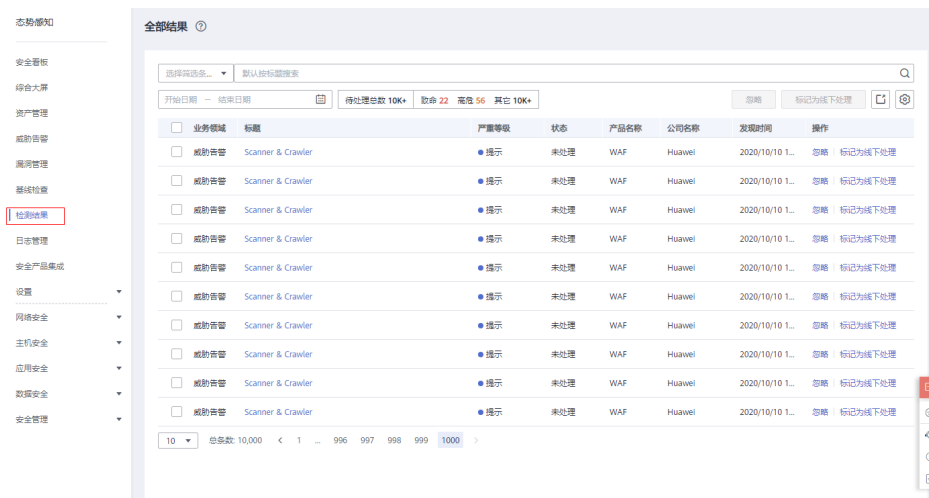 态势感知
安全看板
综合大屏
资产管理
威胁告警
漏洞管理
基线检查
检测结果
日志管理
安全产品集成
设置
网络安全
主机安全
应用安全
数据安全
安全管理
全部结果
选择筛选条... 默认按标题搜索
开始日期 — 结束日期 待处理总数 10K+ 致命 22 高危 56 其它 10K+ 忽略 标记为线下处理
业务领域 标题 严重等级 状态 产品名称 公司名称 发现时间 操作
威胁告警 Scanner & Crawler 提示 未处理 WAF Huawei 2020/10/10 1... 忽略 标记为线下处理
威胁告警 Scanner & Crawler 提示 未处理 WAF Huawei 2020/10/10 1... 忽略 标记为线下处理
威胁告警 Scanner & Crawler 提示 未处理 WAF Huawei 2020/10/10 1... 忽略 标记为线下处理
威胁告警 Scanner & Crawler 提示 未处理 WAF Huawei 2020/10/10 1... 忽略 标记为线下处理
威胁告警 Scanner & Crawler 提示 未处理 WAF Huawei 2020/10/10 1... 忽略 标记为线下处理
威胁告警 Scanner & Crawler 提示 未处理 WAF Huawei 2020/10/10 1... 忽略 标记为线下处理
威胁告警 Scanner & Crawler 提示 未处理 WAF Huawei 2020/10/10 1... 忽略 标记为线下处理
威胁告警 Scanner & Crawler 提示 未处理 WAF Huawei 2020/10/10 1... 忽略 标记为线下处理
威胁告警 Scanner & Crawler 提示 未处理 WAF Huawei 2020/10/10 1... 忽略 标记为线下处理
威胁告警 Scanner & Crawler 提示 未处理 WAF Huawei 2020/10/10 1... 忽略 标记为线下处理
10 总条数: 10,000 < 1 ... 996 997 998 999 1000 >